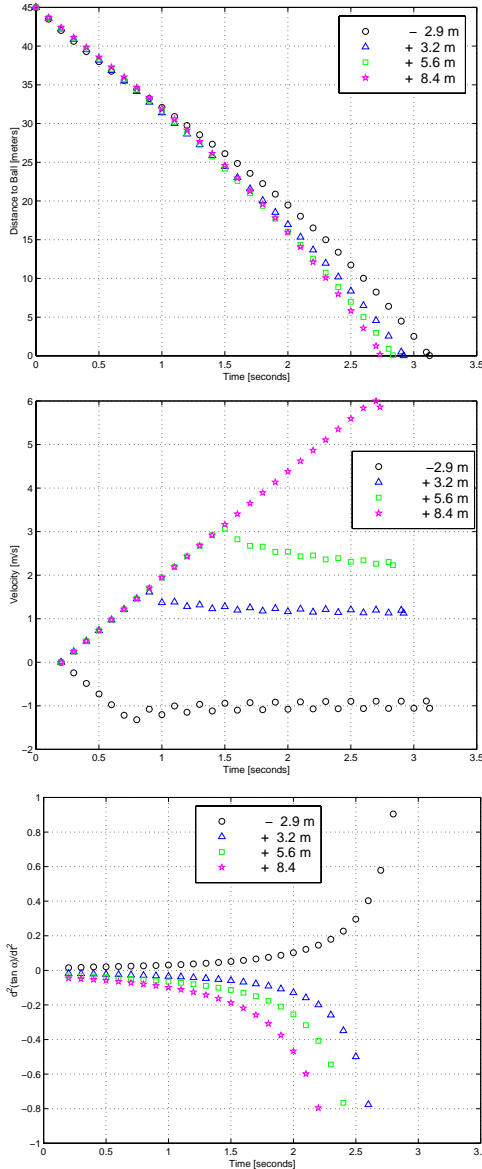 45
40
35
30
25
20
15
10
5
0
Distance to Ball [meters]
− 2.9 m
+ 3.2 m
+ 5.6 m
+ 8.4 m
0 0.5 1 1.5 2 2.5 3 3.5
Time [seconds]
6
5
4
3
2
1
0
−1
−2
Velocity [m/s]
−2.9 m
+ 3.2 m
+ 5.6 m
+ 8.4 m
0 0.5 1 1.5 2 2.5 3 3.5
Time [seconds]
1
0.8
0.6
0.4
0.2
0
−0.2
−0.4
−0.6
−0.8
−1
d²(tan α)/dt²
− 2.9 m
+ 3.2 m
+ 5.6 m
+ 8.4
0 0.5 1 1.5 2 2.5 3 3.5
Time [seconds]